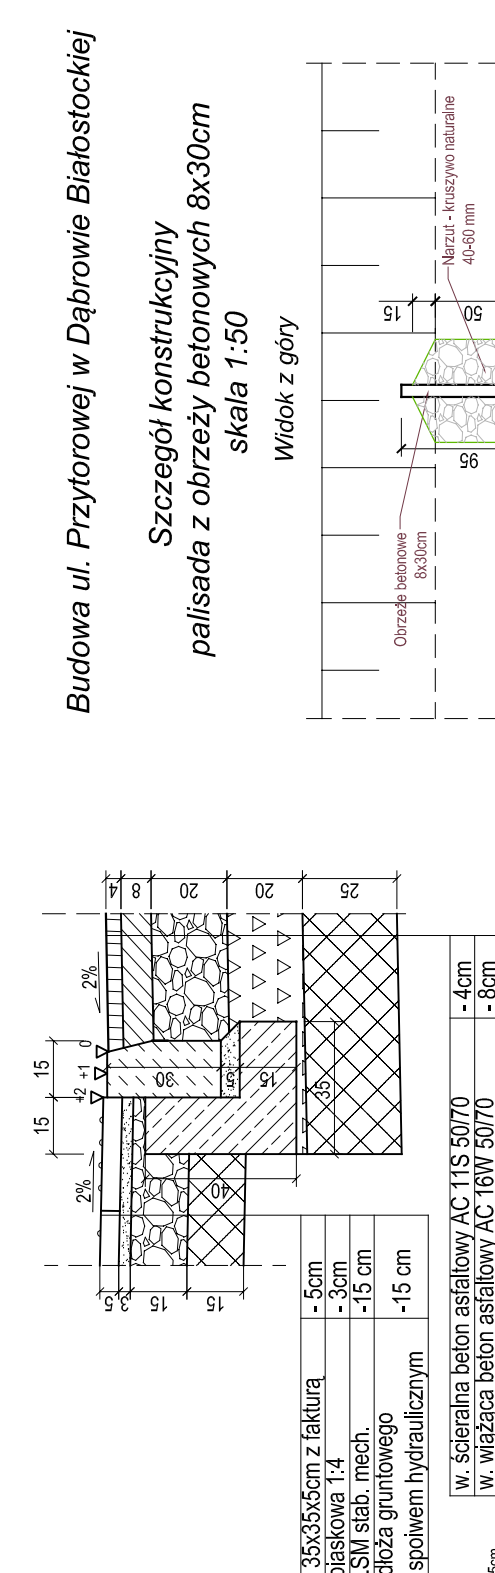 Budowa ul. Przytorowej w Dąbrowie Białostockiej
Szczegół konstrukcyjny
palisada z obrzeży betonowych 8x30cm
skala 1:50
Widok z góry
Narzut - kruszywo naturalne
40-60 mm
15
50
95
Obrzeże betonowe
8x30cm
4
8
20
20
25
2%
0
+1
+2
15
15
30
5
15
35
40
2%
5
3
15
15
35x35x5cm z fakturą - 5cm
piaskowa 1:4 - 3cm
.SM stab. mech. -15 cm
dłoża gruntowego
spoiwem hydraulicznym -15 cm
w. ścieralna beton asfaltowy AC 11S 50/70 - 4cm
w. wiążąca beton asfaltowy AC 16W 50/70 - 8cm
5cm